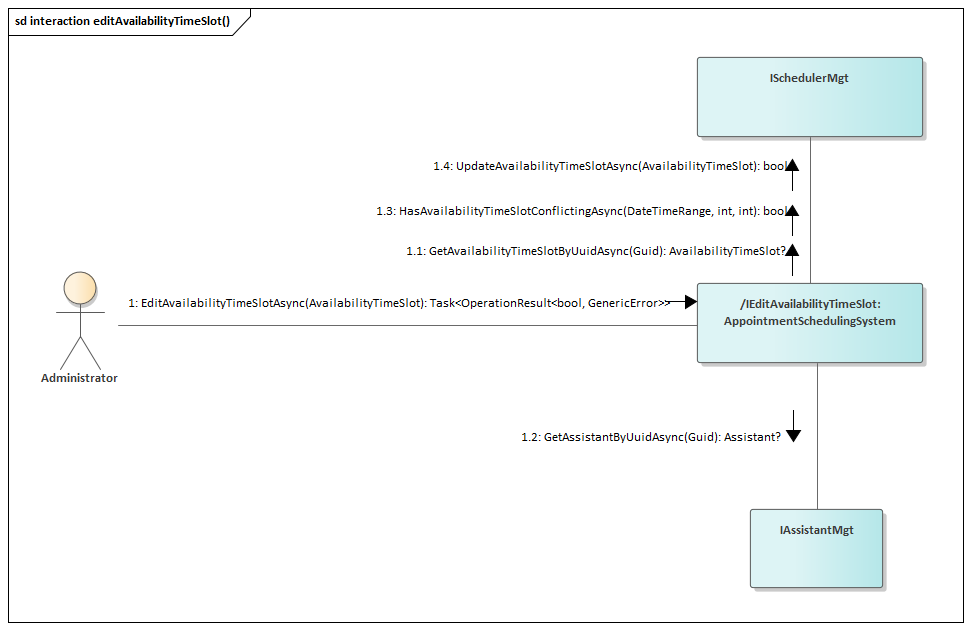 sd interaction editAvailabilityTimeSlot()
ISchedulerMgt
1.4: UpdateAvailabilityTimeSlotAsync(AvailabilityTimeSlot): bool
1.3: HasAvailabilityTimeSlotConflictingAsync(DateTimeRange, int, int): bool
1.1: GetAvailabilityTimeSlotByUuidAsync(Guid): AvailabilityTimeSlot?
1: EditAvailabilityTimeSlotAsync(AvailabilityTimeSlot): Task<OperationResult<bool, GenericError>>
/IEditAvailabilityTimeSlot:
AppointmentSchedulingSystem
Administrator
1.2: GetAssistantByUuidAsync(Guid): Assistant?
IAssistantMgt